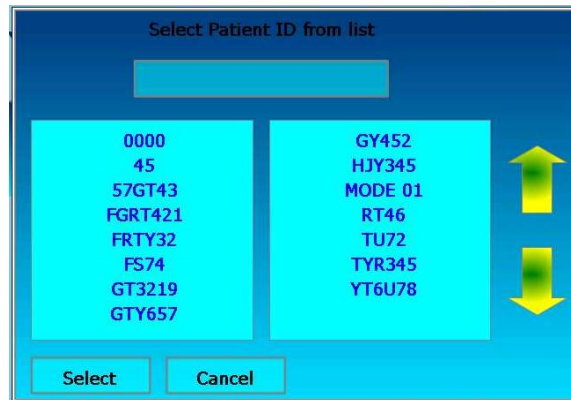 Select Patient ID from list
0000
45
57GT43
FGRT421
FRTY32
FS74
GT3219
GTY657
GY452
HJY345
MODE 01
RT46
TU72
TYR345
YT6U78
Select
Cancel